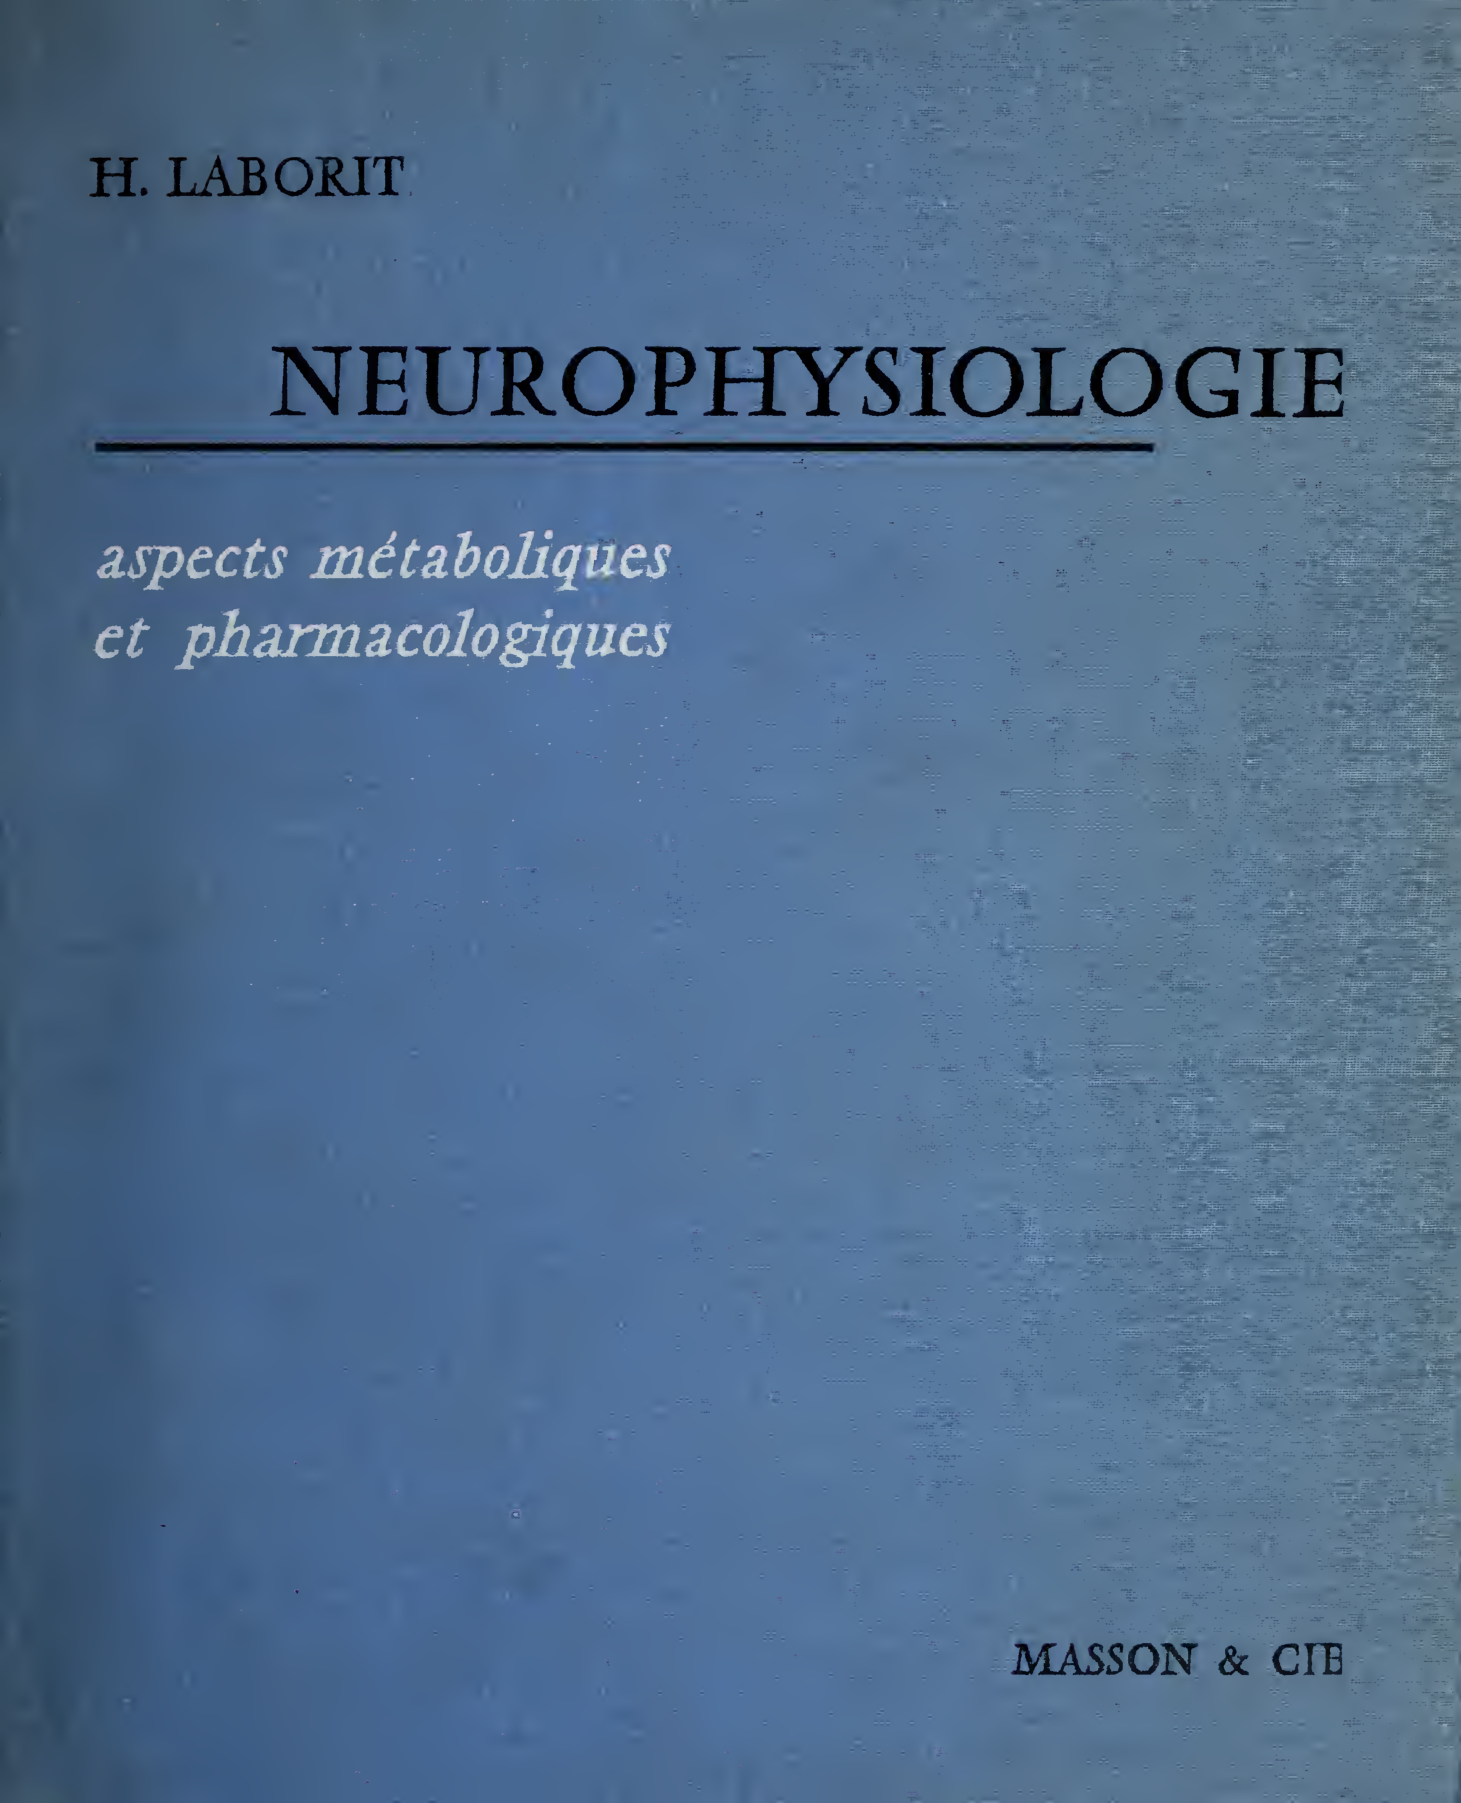 H. LABORIT
NEUROPHYSIOLOGIE
aspects métaboliques
et pharmacologiques
MASSON & CIE